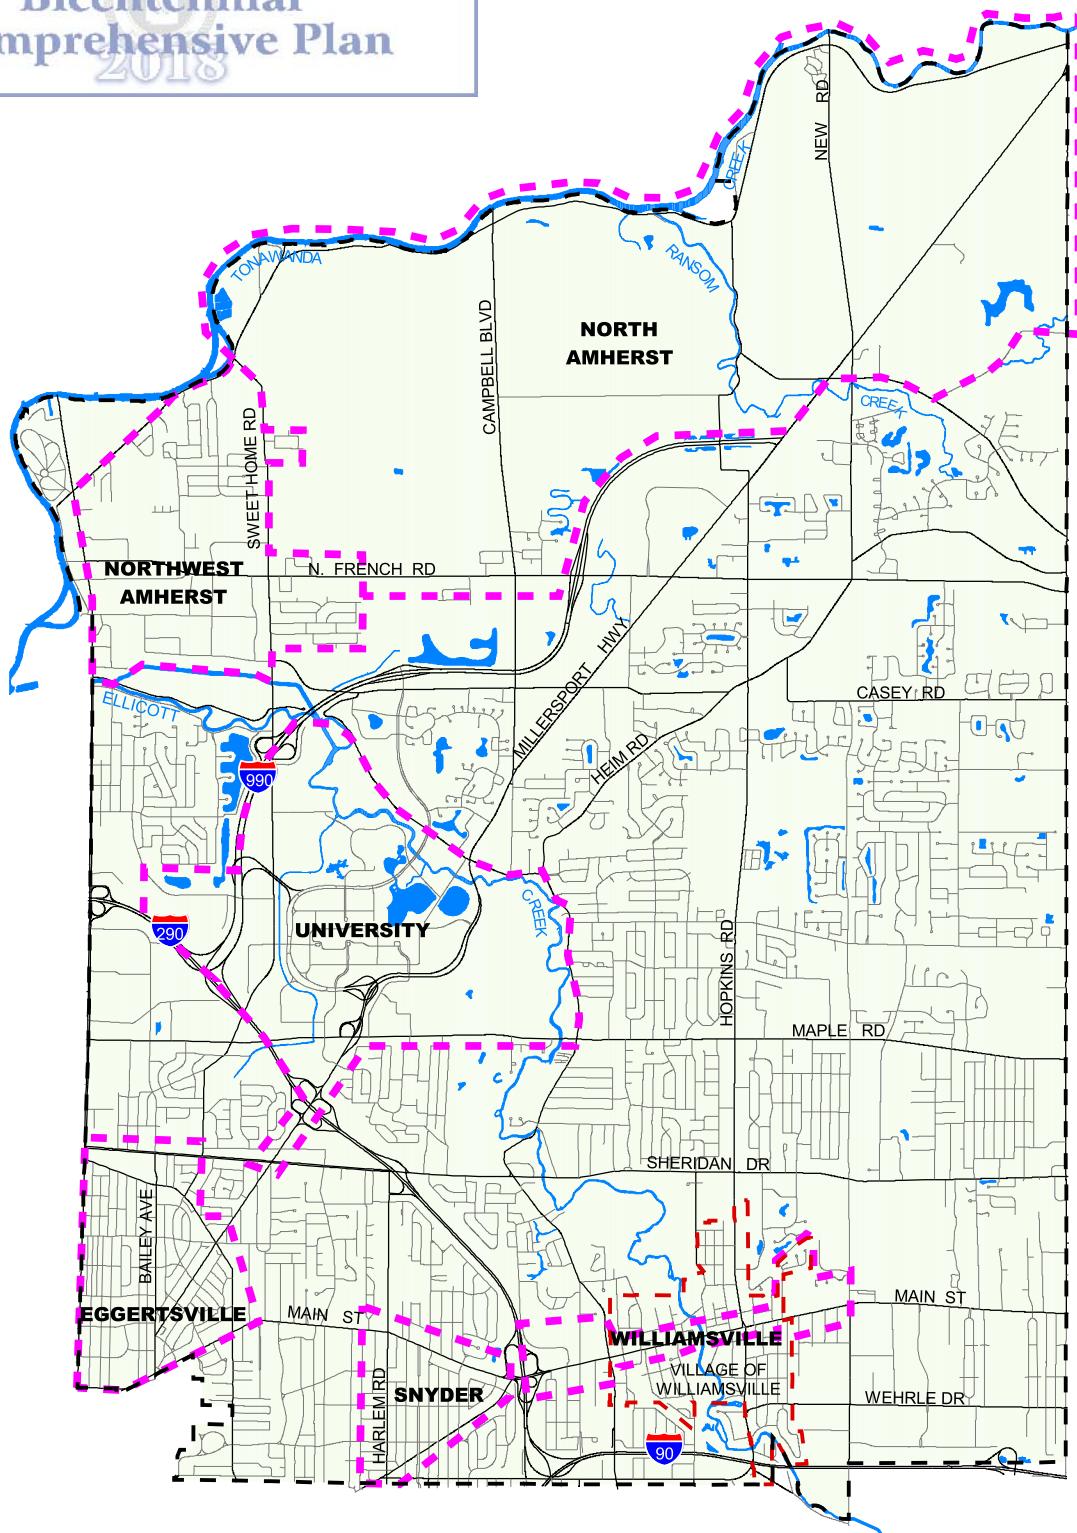 Bicentennial
mprehensive Plan
2018
NEW RD
CREEK
TONAWANDA
RANSOM
CAMPBELL BLVD
NORTH
AMHERST
CREEK
SWEET HOME RD
NORTHWEST
AMHERST
N. FRENCH RD
MILLERSPORT HWY
ELLICOTT
CASEY RD
HEIM RD
990
CREEK
290
UNIVERSITY
HOPKINS RD
MAPLE RD
SHERIDAN DR
BAILEY AVE
EGGERTSVILLE
MAIN ST
MAIN ST
WILLIAMSVILLE
VILLAGE OF
WILLIAMSVILLE
SNYDER
HARLEM RD
WEHRLE DR
90